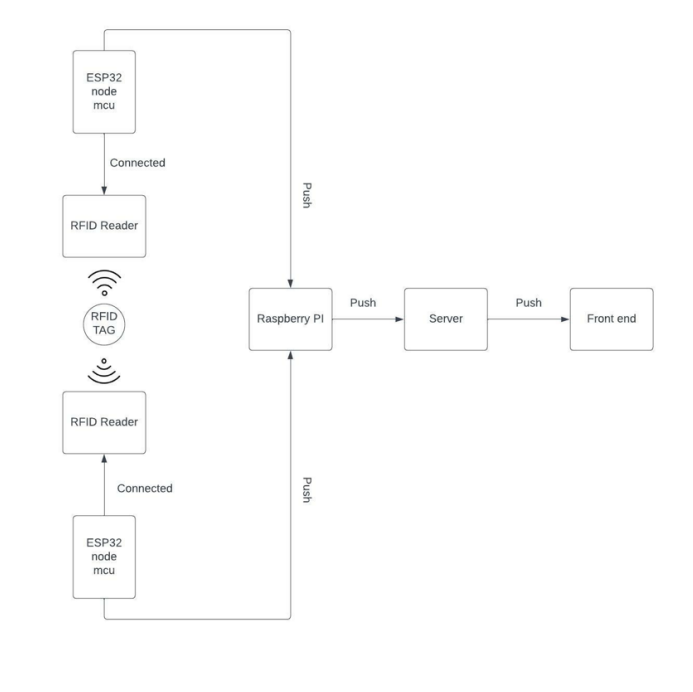 ESP32
node
mcu
Connected
Push
RFID Reader
RFID
TAG
Raspberry PI
Push
Server
Push
Front end
RFID Reader
Connected
Push
ESP32
node
mcu